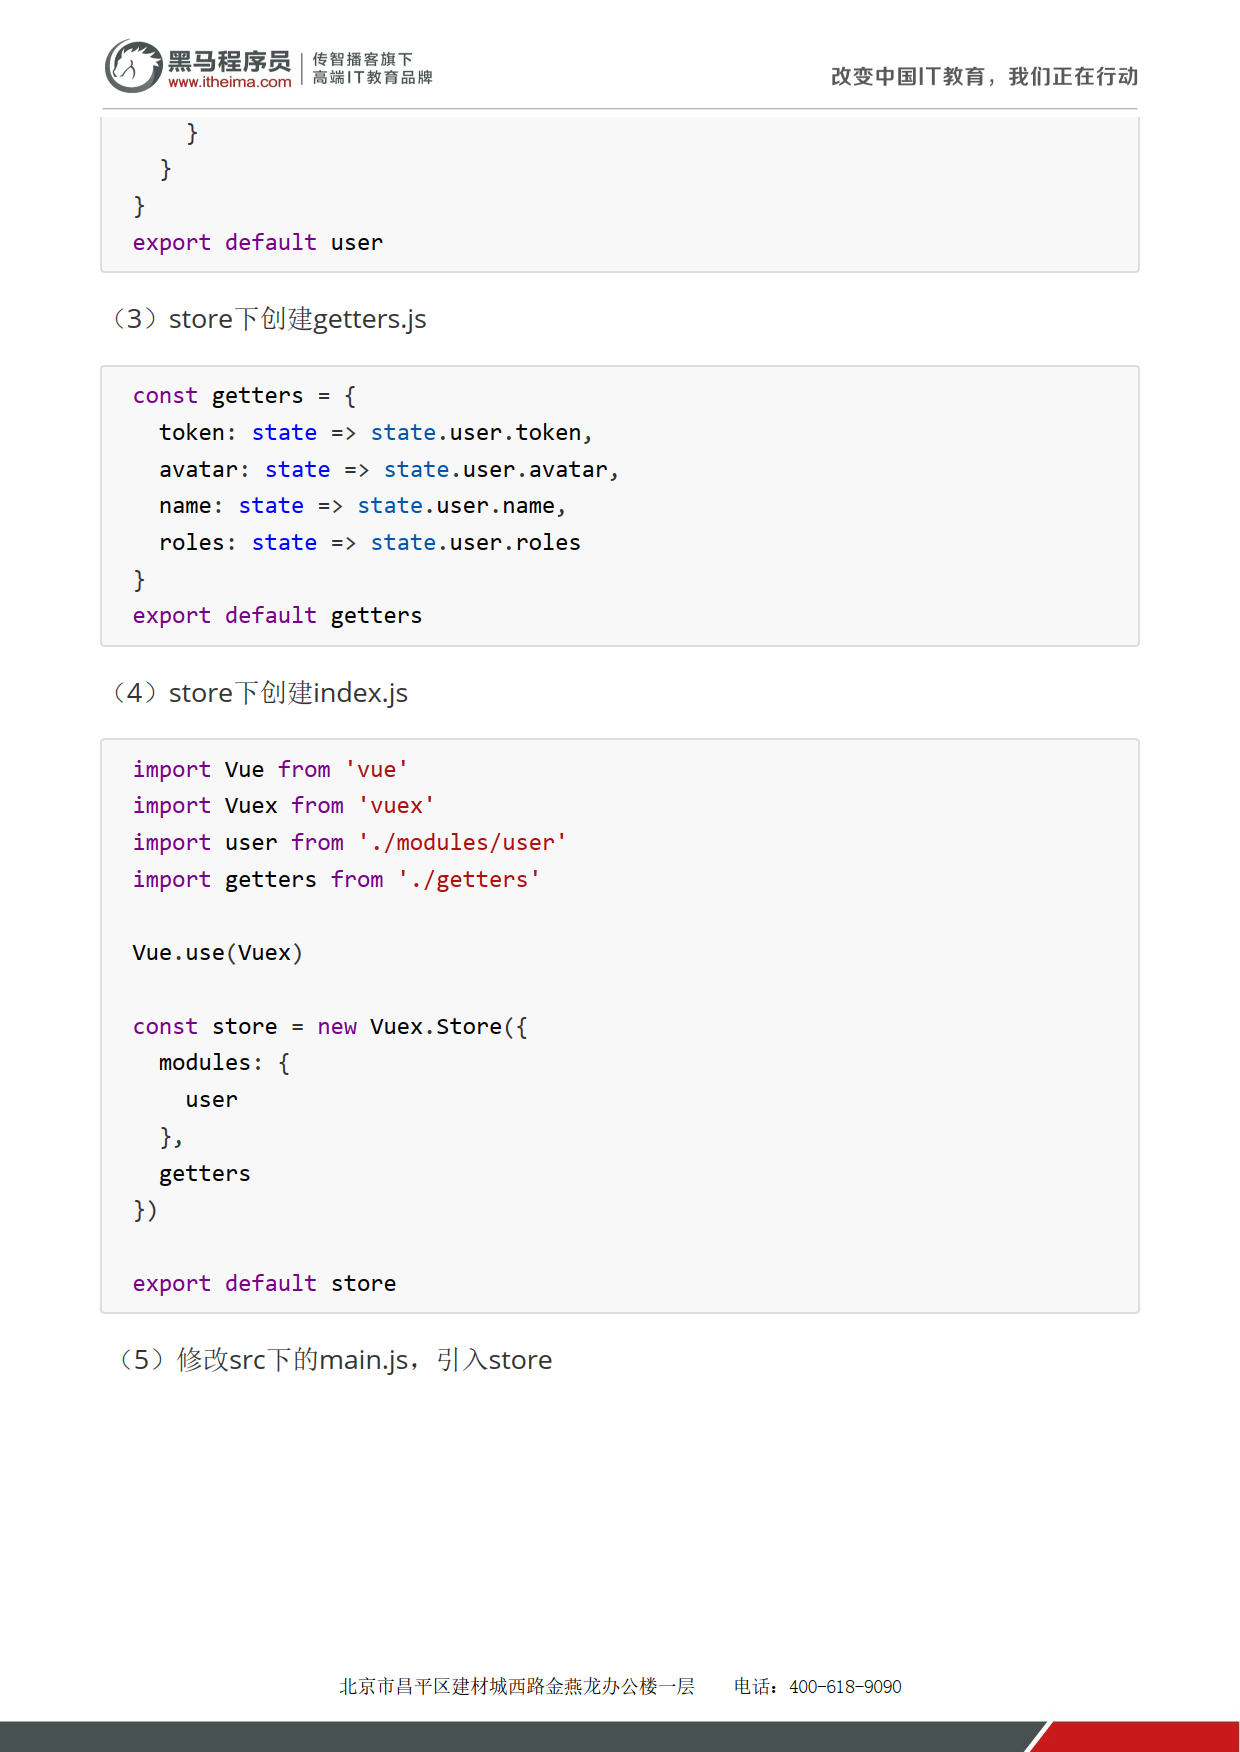 黑马程序员
www.itheima.com
传智播客旗下
高端IT教育品牌
改变中国IT教育，我们正在行动
    }
  }
}
export default user
（3）store下创建getters.js
const getters = {
  token: state => state.user.token,
  avatar: state => state.user.avatar,
  name: state => state.user.name,
  roles: state => state.user.roles
}
export default getters
（4）store下创建index.js
import Vue from 'vue'
import Vuex from 'vuex'
import user from './modules/user'
import getters from './getters'
Vue.use(Vuex)
const store = new Vuex.Store({
  modules: {
    user
  },
  getters
})
export default store
（5）修改src下的main.js，引入store
北京市昌平区建材城西路金燕龙办公楼一层 电话：400-618-9090